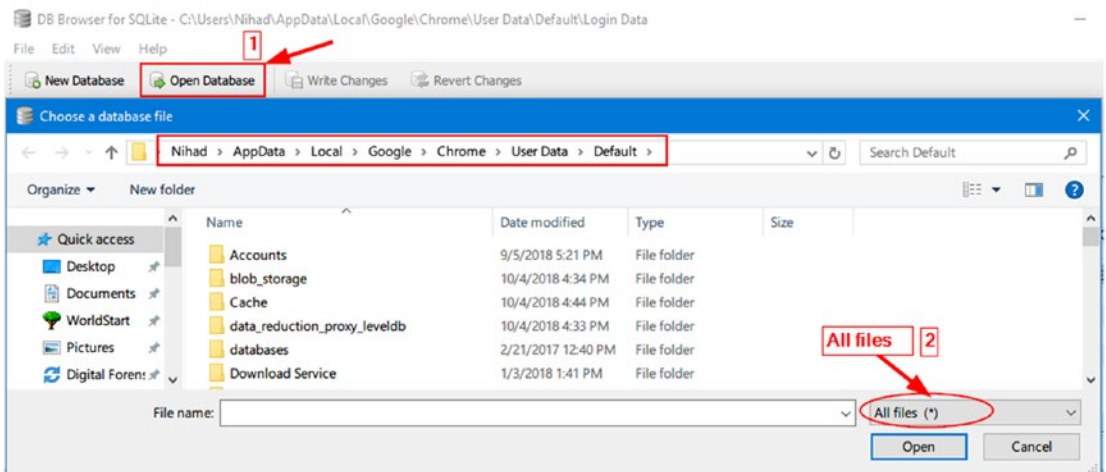 DB Browser for SQLite - C:\Users\Nihad\AppData\Local\Google\Chrome\User Data\Default\Login Data
File Edit View Help
1
New Database Open Database Write Changes Revert Changes
Choose a database file
Nihad > AppData > Local > Google > Chrome > User Data > Default >
Search Default
Organize New folder
Name Date modified Type Size
Quick access
Accounts 9/5/2018 5:21 PM File folder
Desktop
blob_storage 10/4/2018 4:34 PM File folder
Documents
Cache 10/4/2018 4:44 PM File folder
WorldStart
data_reduction_proxy_leveldb 10/4/2018 4:33 PM File folder
Pictures
databases 2/21/2017 12:40 PM File folder
Digital Forens
Download Service 1/3/2018 1:41 PM File folder
All files 2
File name:
All files (*)
Open Cancel